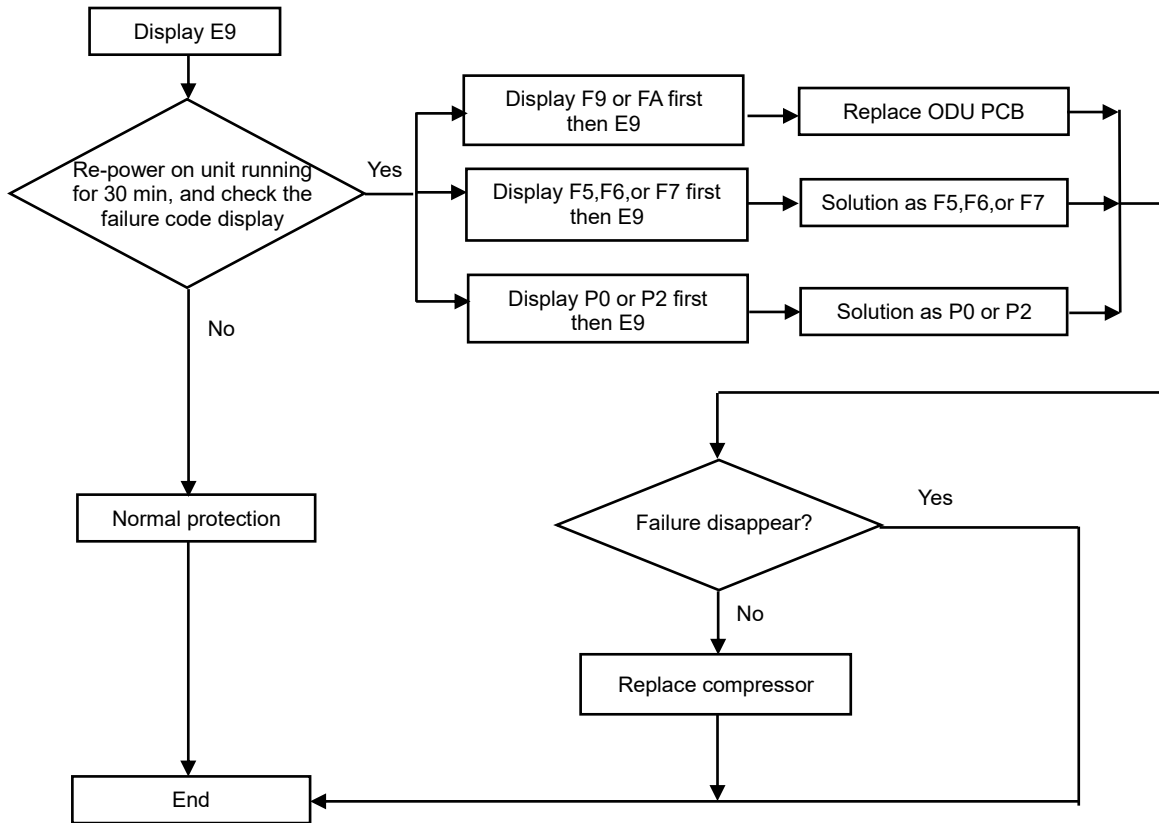 Display E9
Re-power on unit running
for 30 min, and check the
failure code display
Yes
Display F9 or FA first
then E9
Replace ODU PCB
Display F5,F6,or F7 first
then E9
Solution as F5,F6,or F7
Display P0 or P2 first
then E9
Solution as P0 or P2
No
Normal protection
Failure disappear?
Yes
No
Replace compressor
End